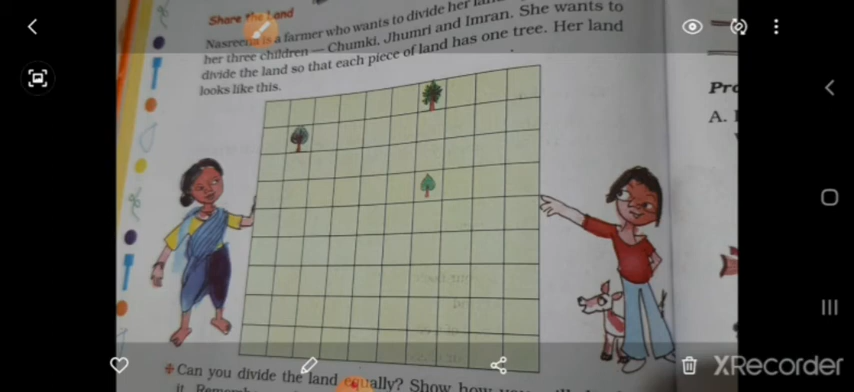 Share the Land
Nasreena is a farmer who wants to divide her
her three children — Chumki, Jhumri and Imran. She wants to
divide the land so that each piece of land has one tree. Her land
looks like this.
Can you divide the land equally? Show how
A.
XRecorder